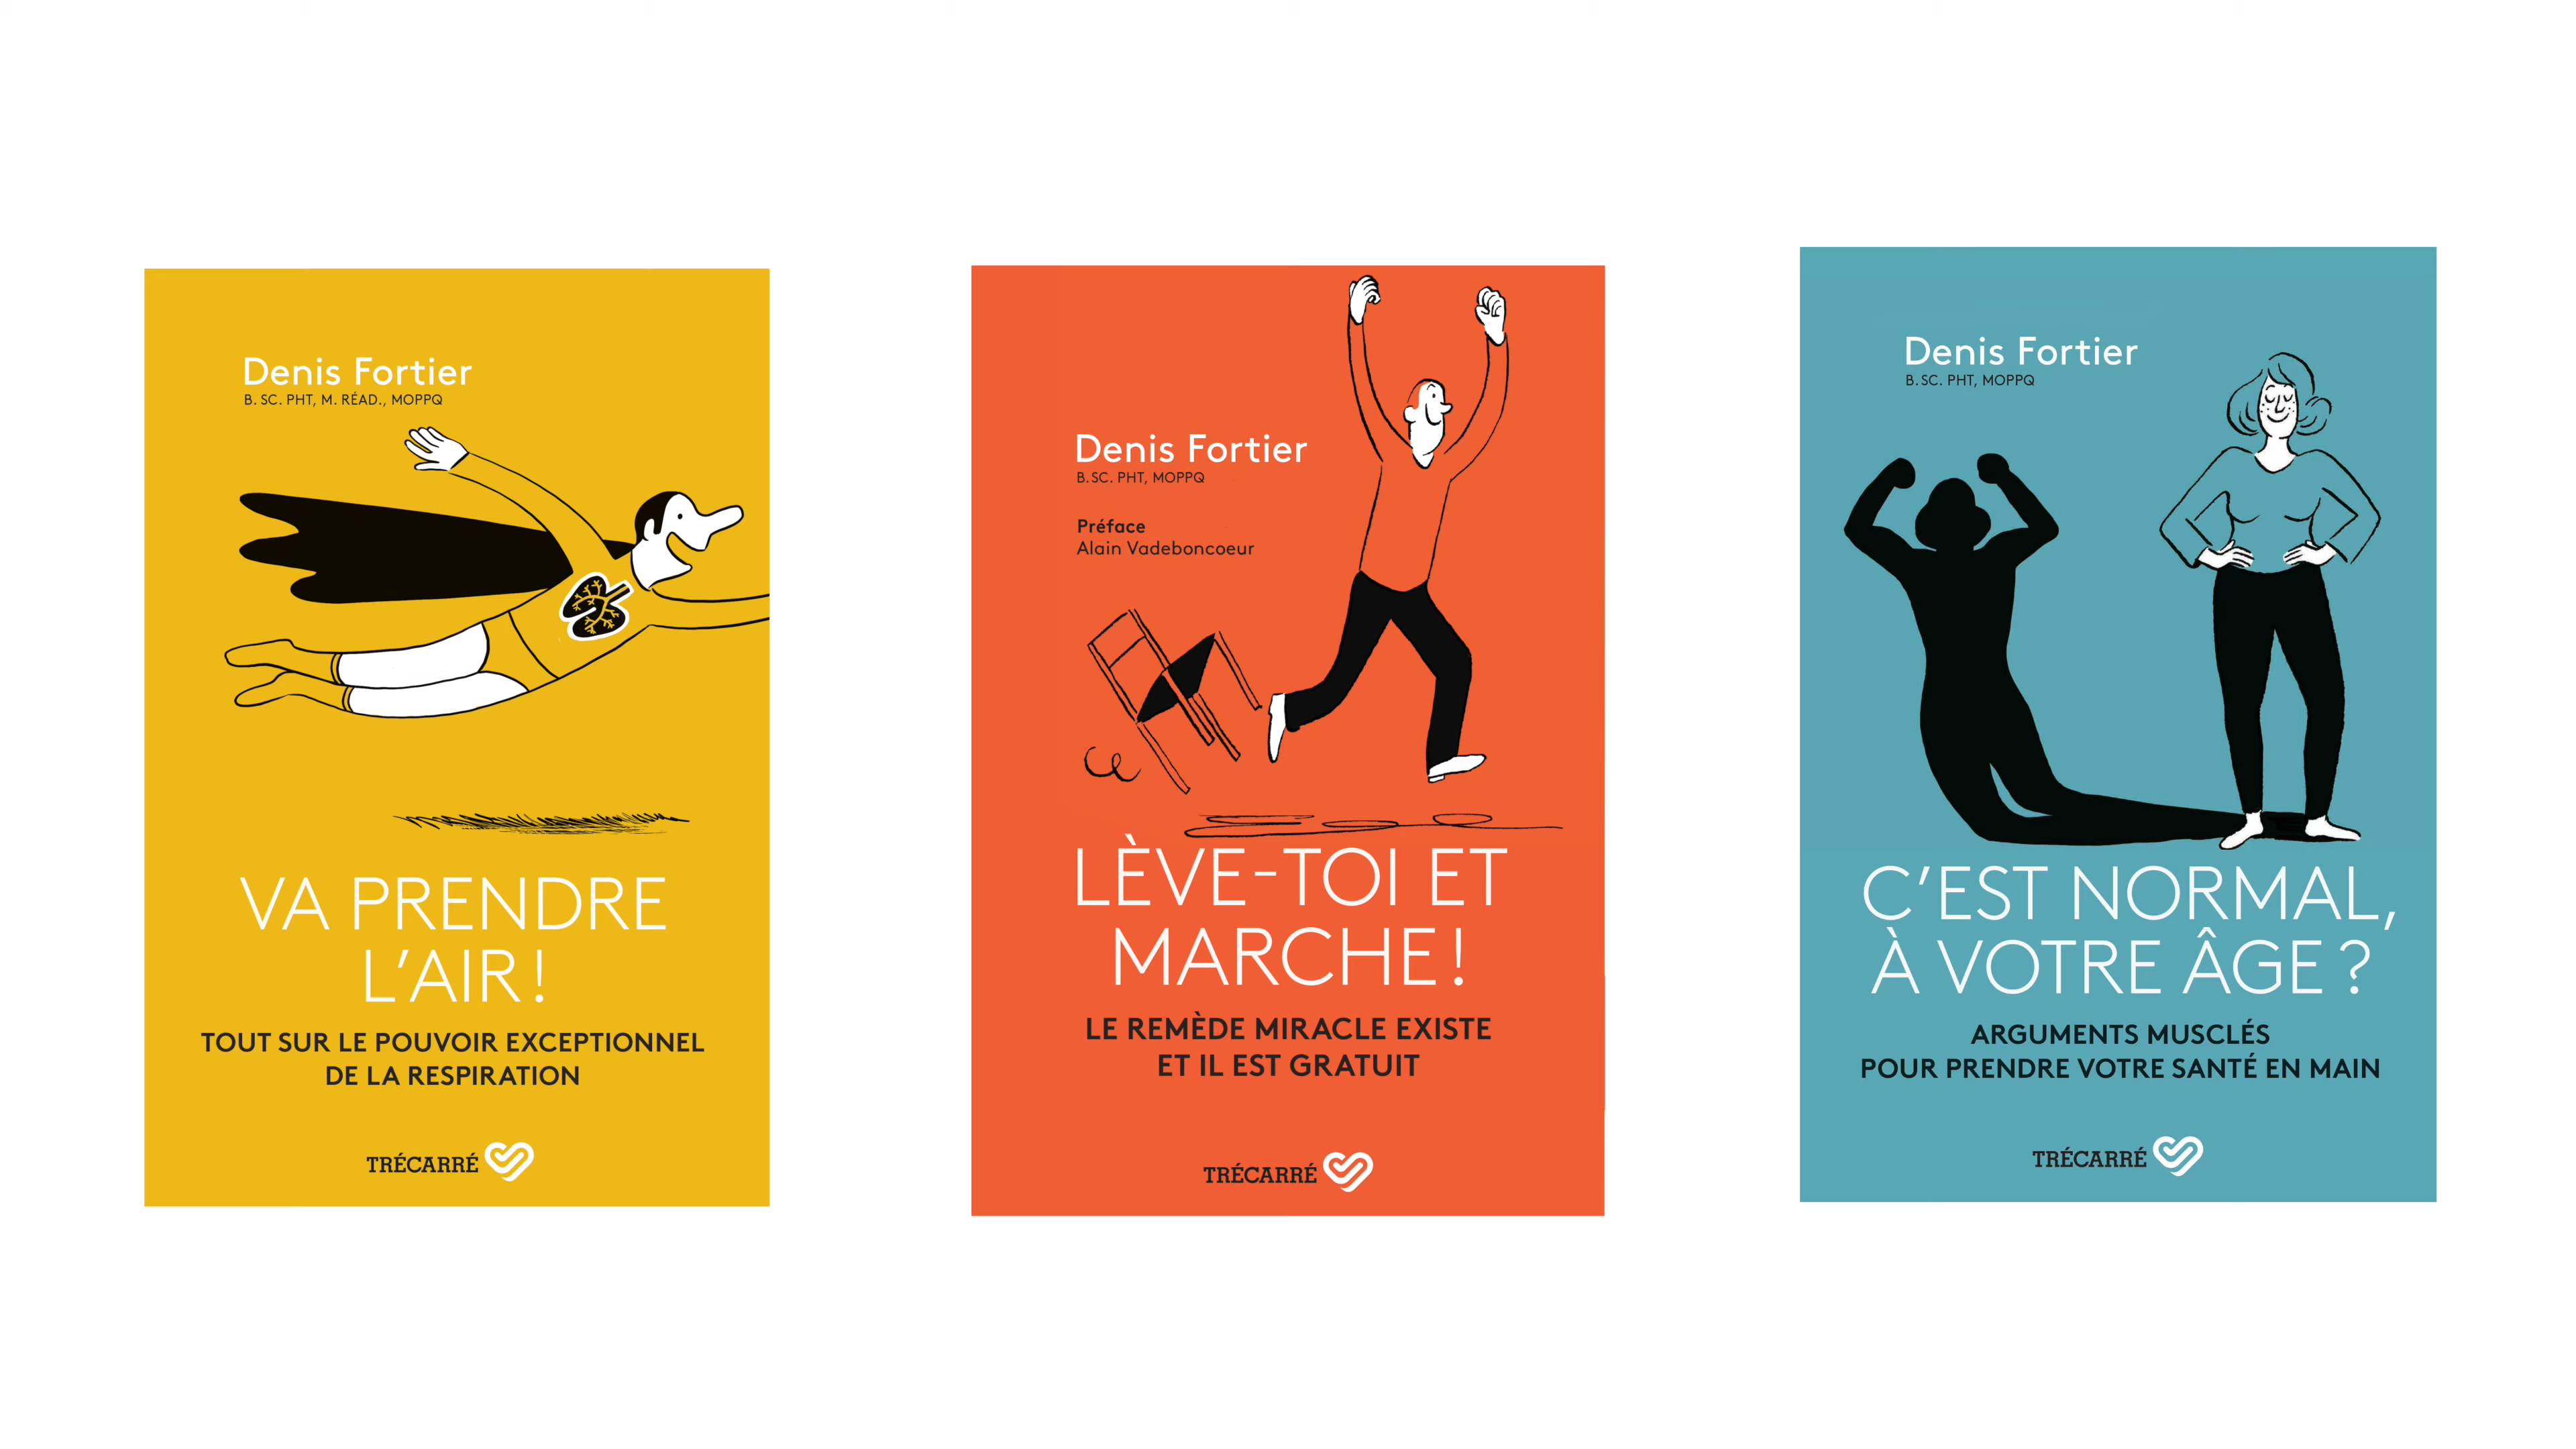 Denis Fortier
B. SC. PHT, M. RÉAD., MOPPQ
VA PRENDRE
L'AIR !
TOUT SUR LE POUVOIR EXCEPTIONNEL
DE LA RESPIRATION
TRÉCARRÉ
Denis Fortier
B.SC. PHT, MOPPQ
Préface
Alain Vadeboncoeur
LÈVE-TOI ET
MARCHE !
LE REMÈDE MIRACLE EXISTE
ET IL EST GRATUIT
TRÉCARRÉ
Denis Fortier
B.SC. PHT, MOPPQ
C'EST NORMAL,
À VOTRE ÂGE ?
ARGUMENTS MUSCLÉS
POUR PRENDRE VOTRE SANTÉ EN MAIN
TRÉCARRÉ